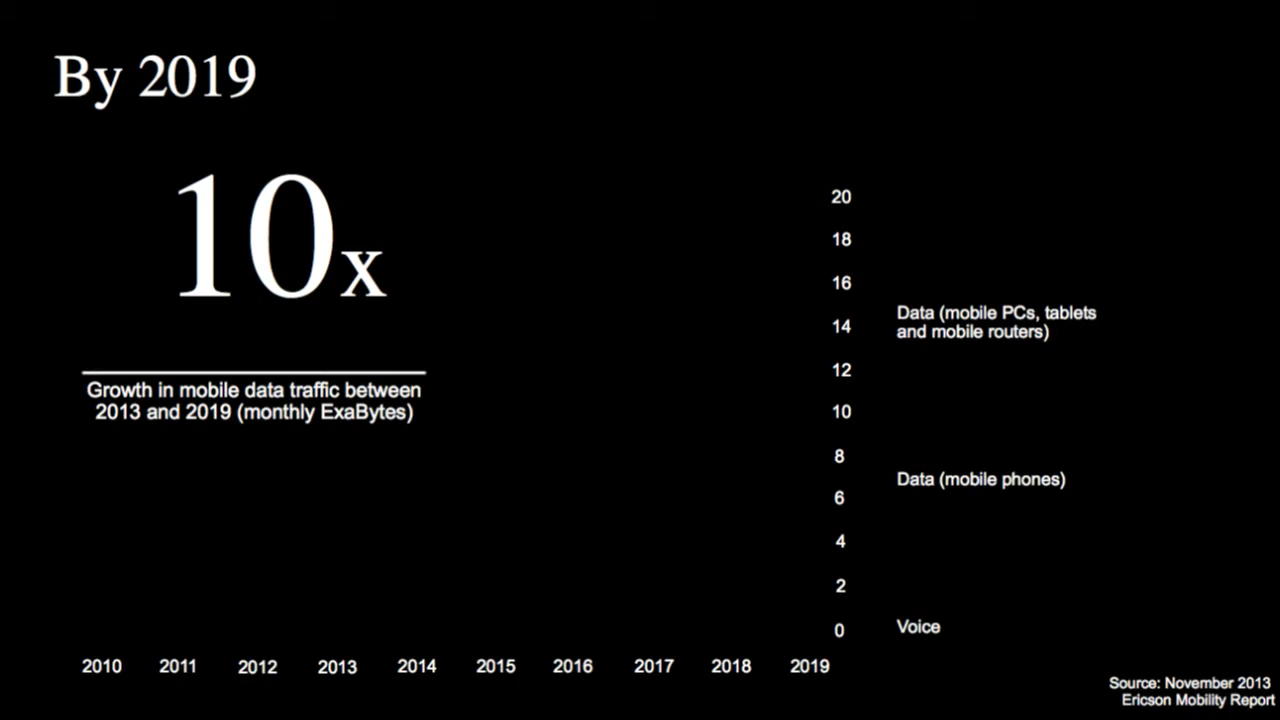 By 2019
10x
Growth in mobile data traffic between
2013 and 2019 (monthly ExaBytes)
20
18
16
14
12
10
8
6
4
2
0
Data (mobile PCs, tablets
and mobile routers)
Data (mobile phones)
Voice
2010 2011 2012 2013 2014 2015 2016 2017 2018 2019
Source: November 2013
Ericson Mobility Report